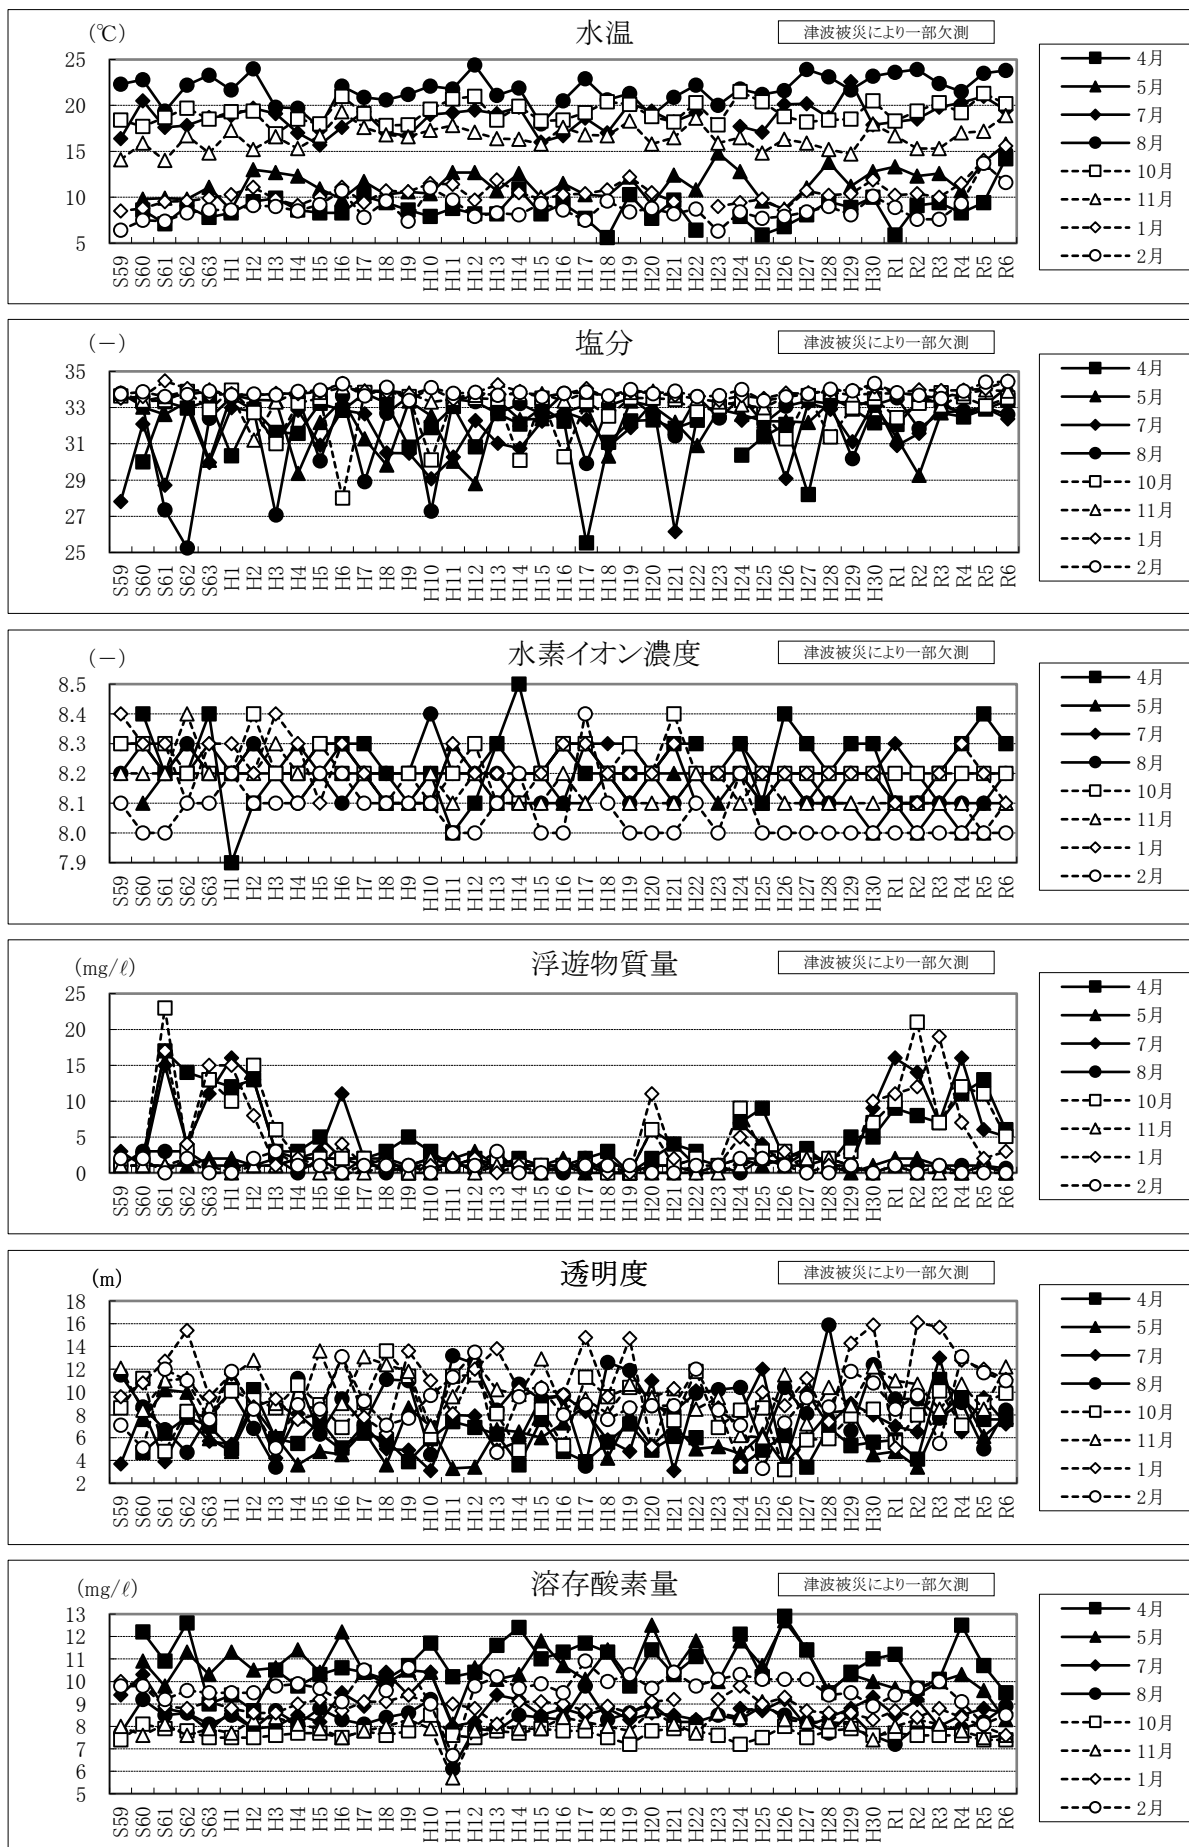 (℃)
水温
津波被災により一部欠測
25
20
15
10
5
S59 S60 S61 S62 S63 H1 H2 H3 H4 H5 H6 H7 H8 H9 H10 H11 H12 H13 H14 H15 H16 H17 H18 H19 H20 H21 H22 H23 H24 H25 H26 H27 H28 H29 H30 R1 R2 R3 R4 R5 R6
4月
5月
7月
8月
10月
11月
1月
2月
(－)
塩分
津波被災により一部欠測
35
33
31
29
27
25
S59 S60 S61 S62 S63 H1 H2 H3 H4 H5 H6 H7 H8 H9 H10 H11 H12 H13 H14 H15 H16 H17 H18 H19 H20 H21 H22 H23 H24 H25 H26 H27 H28 H29 H30 R1 R2 R3 R4 R5 R6
4月
5月
7月
8月
10月
11月
1月
2月
(－)
水素イオン濃度
津波被災により一部欠測
8.5
8.4
8.3
8.2
8.1
8.0
7.9
S59 S60 S61 S62 S63 H1 H2 H3 H4 H5 H6 H7 H8 H9 H10 H11 H12 H13 H14 H15 H16 H17 H18 H19 H20 H21 H22 H23 H24 H25 H26 H27 H28 H29 H30 R1 R2 R3 R4 R5 R6
4月
5月
7月
8月
10月
11月
1月
2月
(mg/ℓ)
浮遊物質量
津波被災により一部欠測
25
20
15
10
5
0
S59 S60 S61 S62 S63 H1 H2 H3 H4 H5 H6 H7 H8 H9 H10 H11 H12 H13 H14 H15 H16 H17 H18 H19 H20 H21 H22 H23 H24 H25 H26 H27 H28 H29 H30 R1 R2 R3 R4 R5 R6
4月
5月
7月
8月
10月
11月
1月
2月
(m)
透明度
津波被災により一部欠測
18
16
14
12
10
8
6
4
2
S59 S60 S61 S62 S63 H1 H2 H3 H4 H5 H6 H7 H8 H9 H10 H11 H12 H13 H14 H15 H16 H17 H18 H19 H20 H21 H22 H23 H24 H25 H26 H27 H28 H29 H30 R1 R2 R3 R4 R5 R6
4月
5月
7月
8月
10月
11月
1月
2月
(mg/ℓ)
溶存酸素量
津波被災により一部欠測
13
12
11
10
9
8
7
6
5
S59 S60 S61 S62 S63 H1 H2 H3 H4 H5 H6 H7 H8 H9 H10 H11 H12 H13 H14 H15 H16 H17 H18 H19 H20 H21 H22 H23 H24 H25 H26 H27 H28 H29 H30 R1 R2 R3 R4 R5 R6
4月
5月
7月
8月
10月
11月
1月
2月